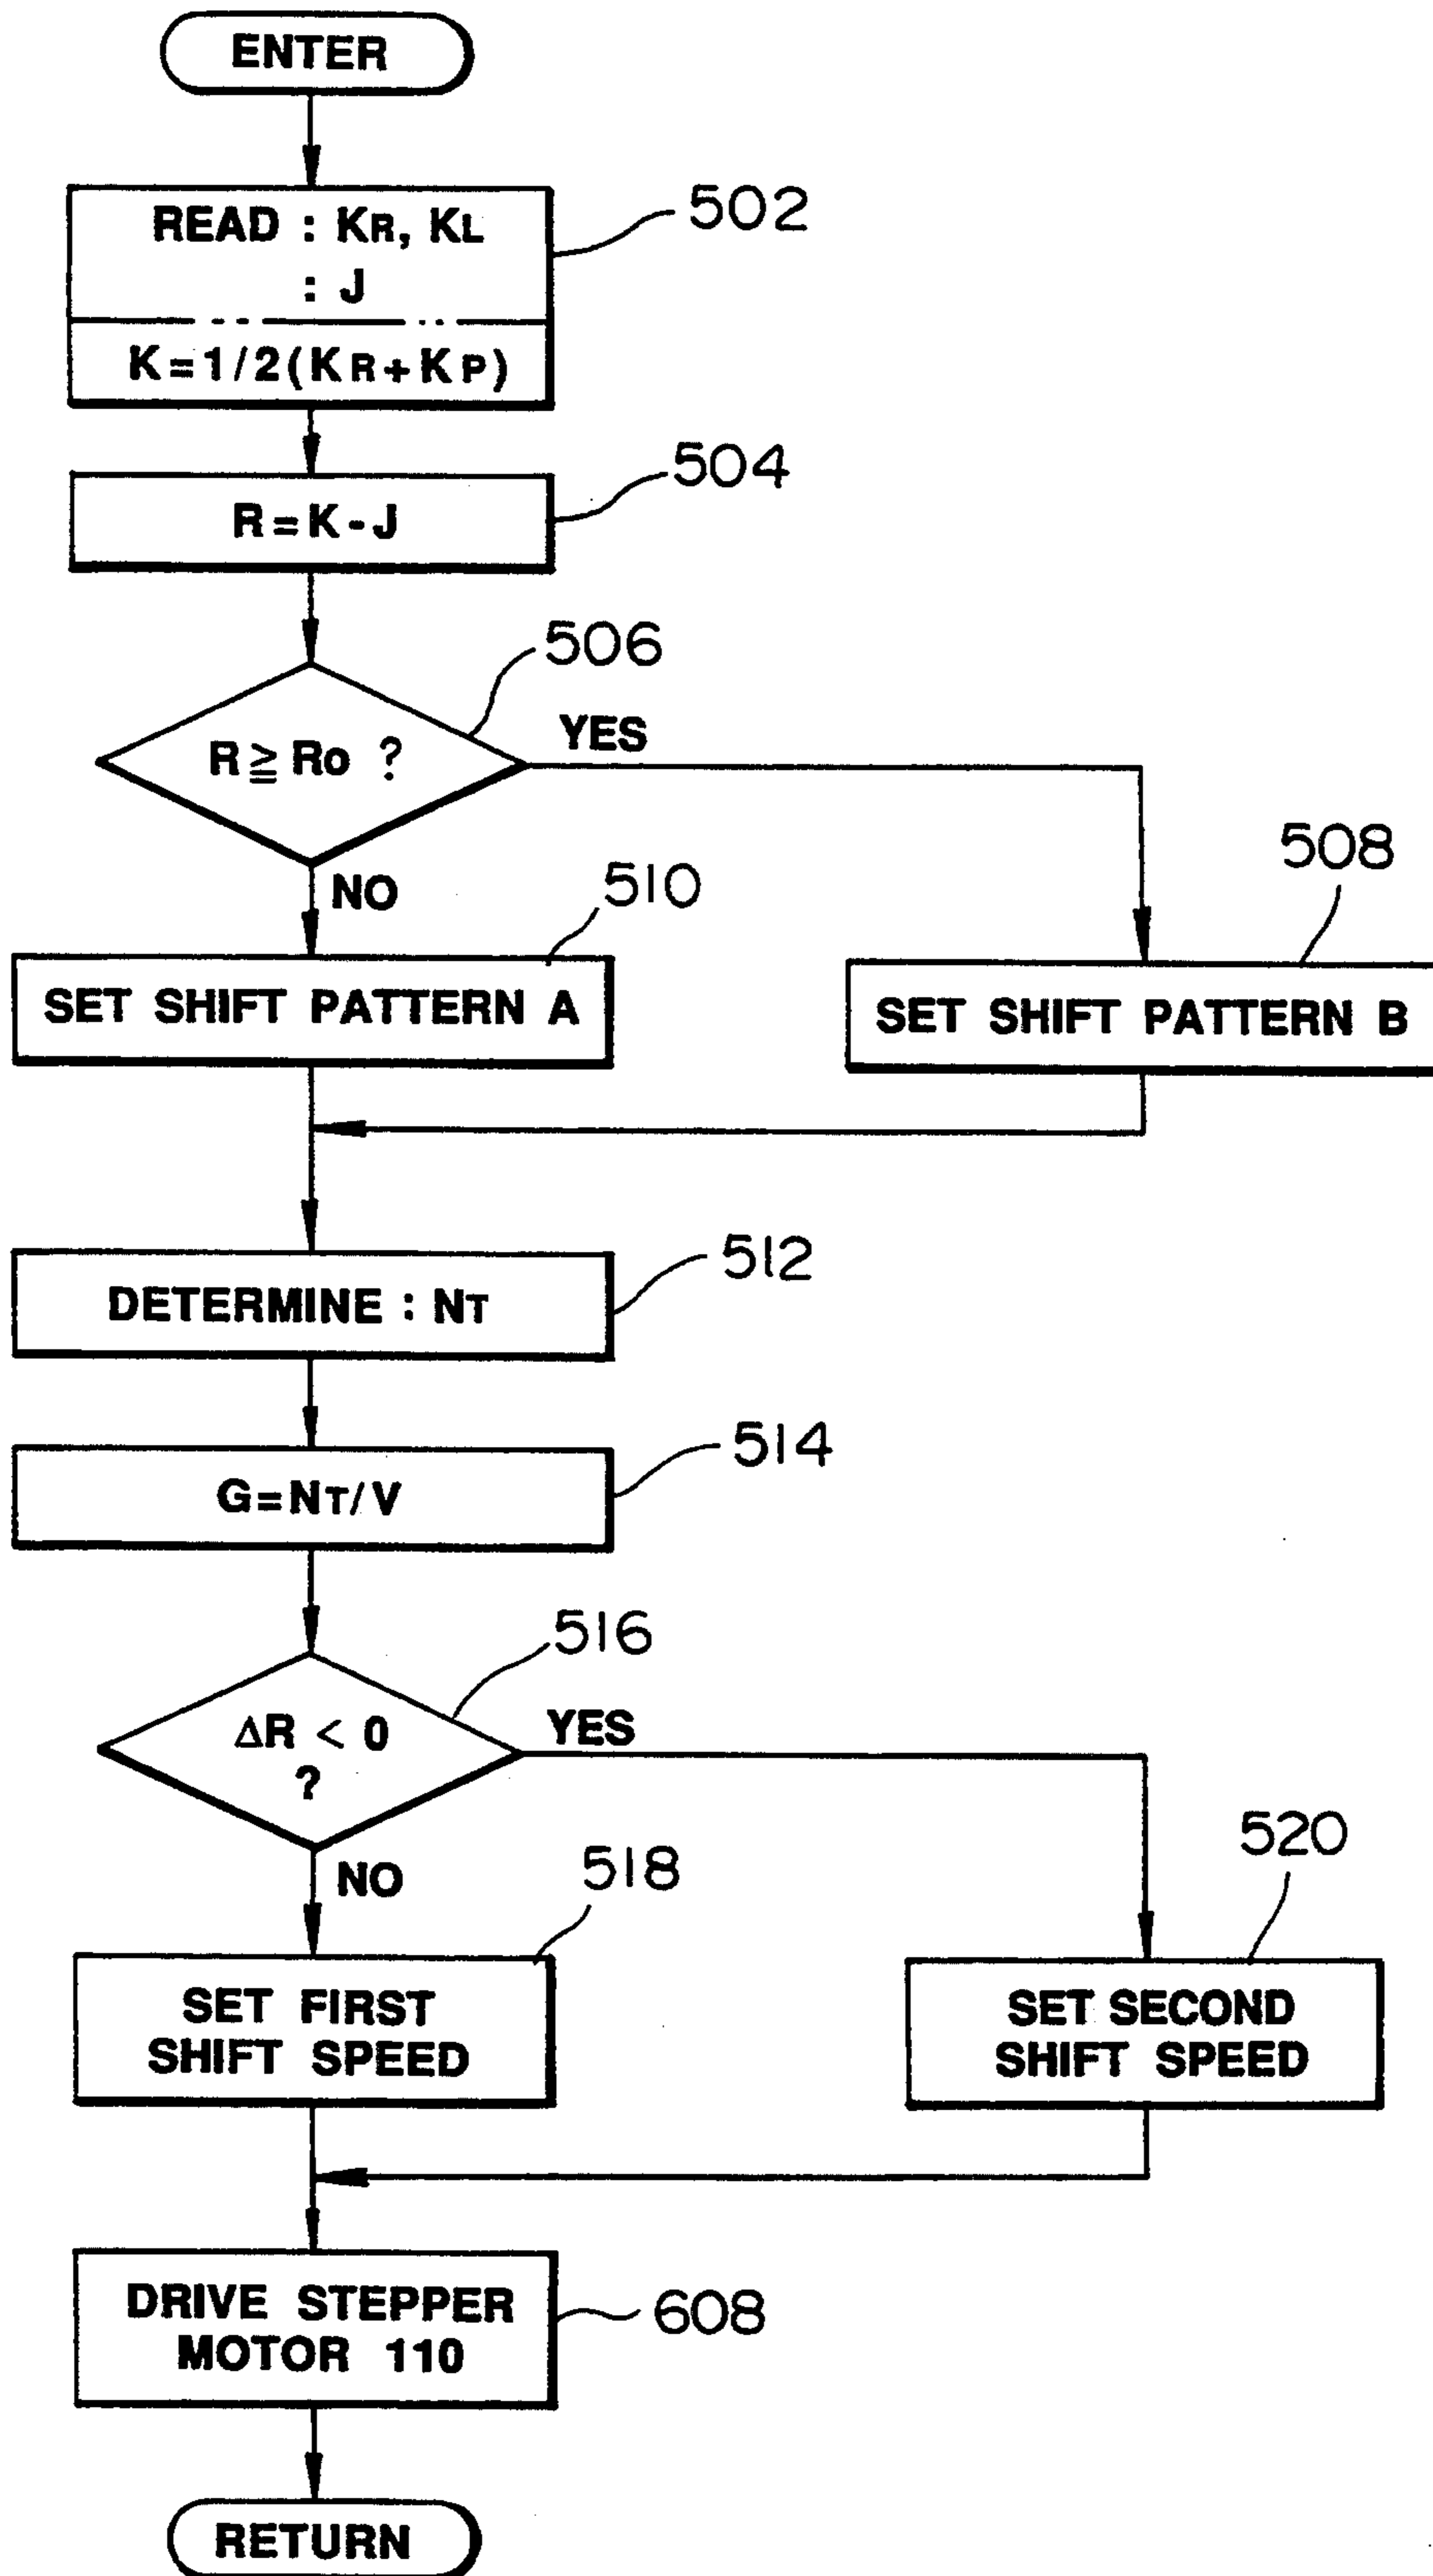 ENTER
READ : KR, KL
: J
K=1/2(KR+KP)
502
R=K-J
504
R≧Ro ?
506
YES
NO
SET SHIFT PATTERN A
510
SET SHIFT PATTERN B
508
DETERMINE : NT
512
G=NT/V
514
ΔR < 0
?
516
YES
NO
SET FIRST
SHIFT SPEED
518
SET SECOND
SHIFT SPEED
520
DRIVE STEPPER
MOTOR 110
608
RETURN